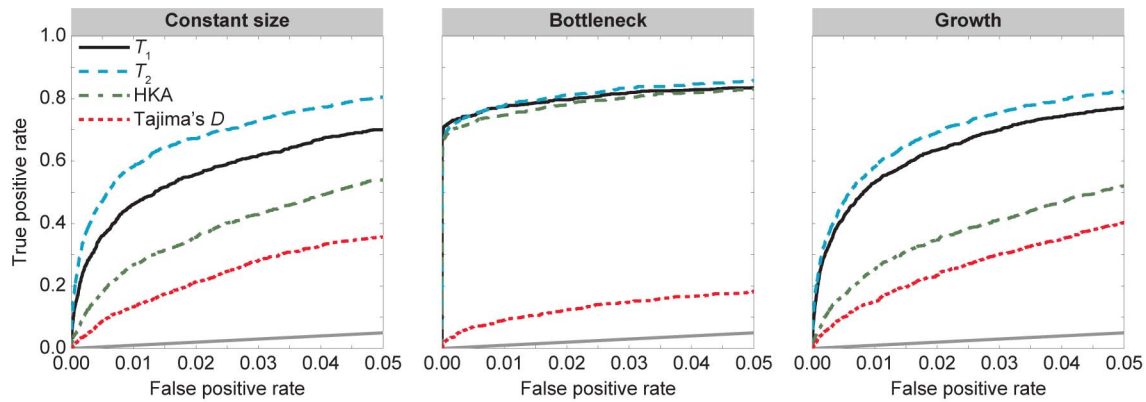 Constant size
Bottleneck
Growth
True positive rate
1.0
0.8
0.6
0.4
0.2
0.0
T1
T2
HKA
Tajima's D
0.00 0.01 0.02 0.03 0.04 0.05
0.00 0.01 0.02 0.03 0.04 0.05
0.00 0.01 0.02 0.03 0.04 0.05
False positive rate
False positive rate
False positive rate